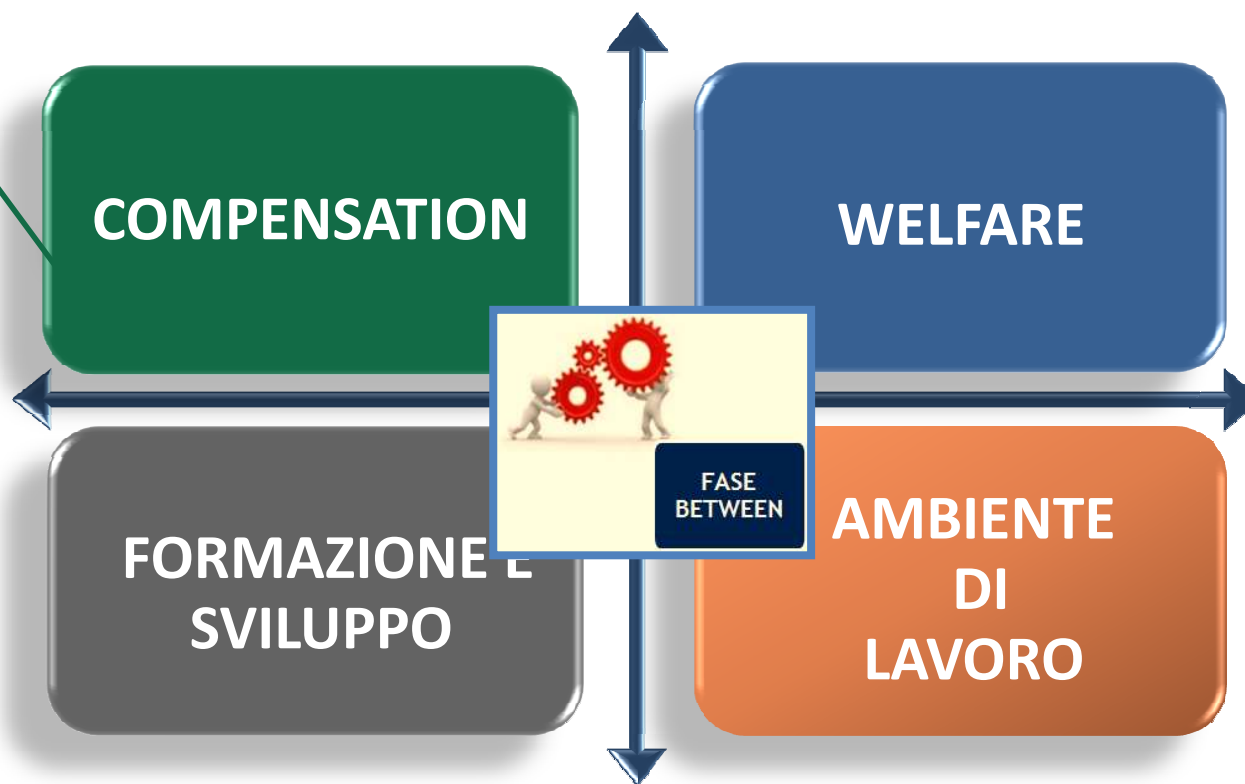 COMPENSATION
WELFARE
FASE
BETWEEN
FORMAZIONE E
SVILUPPO
AMBIENTE
DI
LAVORO